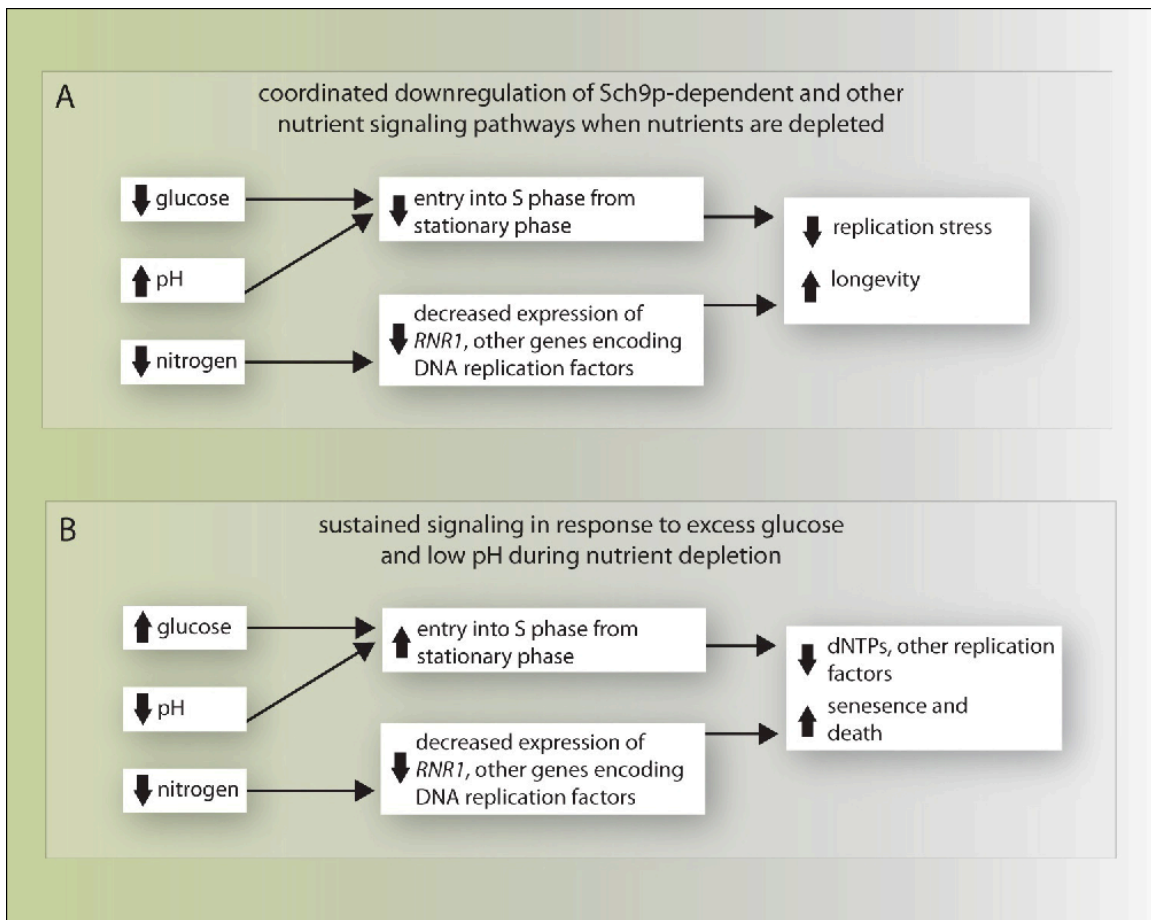 A
coordinated downregulation of Sch9p-dependent and other
nutrient signaling pathways when nutrients are depleted
glucose
pH
nitrogen
entry into S phase from
stationary phase
decreased expression of
RNR1, other genes encoding
DNA replication factors
replication stress
longevity
B
sustained signaling in response to excess glucose
and low pH during nutrient depletion
glucose
pH
nitrogen
entry into S phase from
stationary phase
decreased expression of
RNR1, other genes encoding
DNA replication factors
dNTPs, other replication
factors
senesence and
death